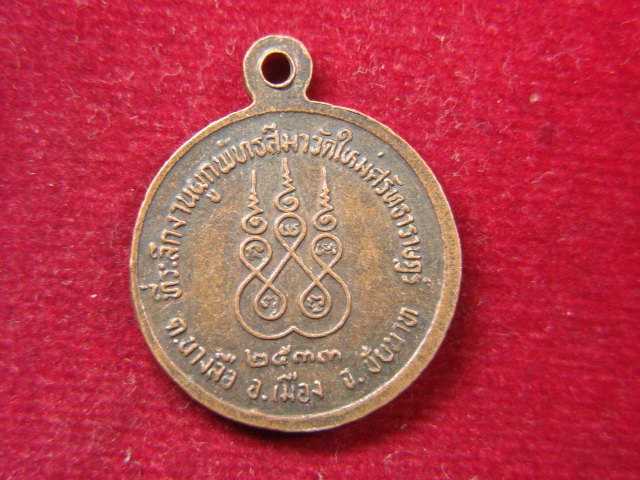 ที่ระลึกงานผูกพัทธสีมาวัดใหม่ศรัทธาราษฎร์
๒๕๓๓
ต.บางลือ อ.เมือง จ.ชัยนาท